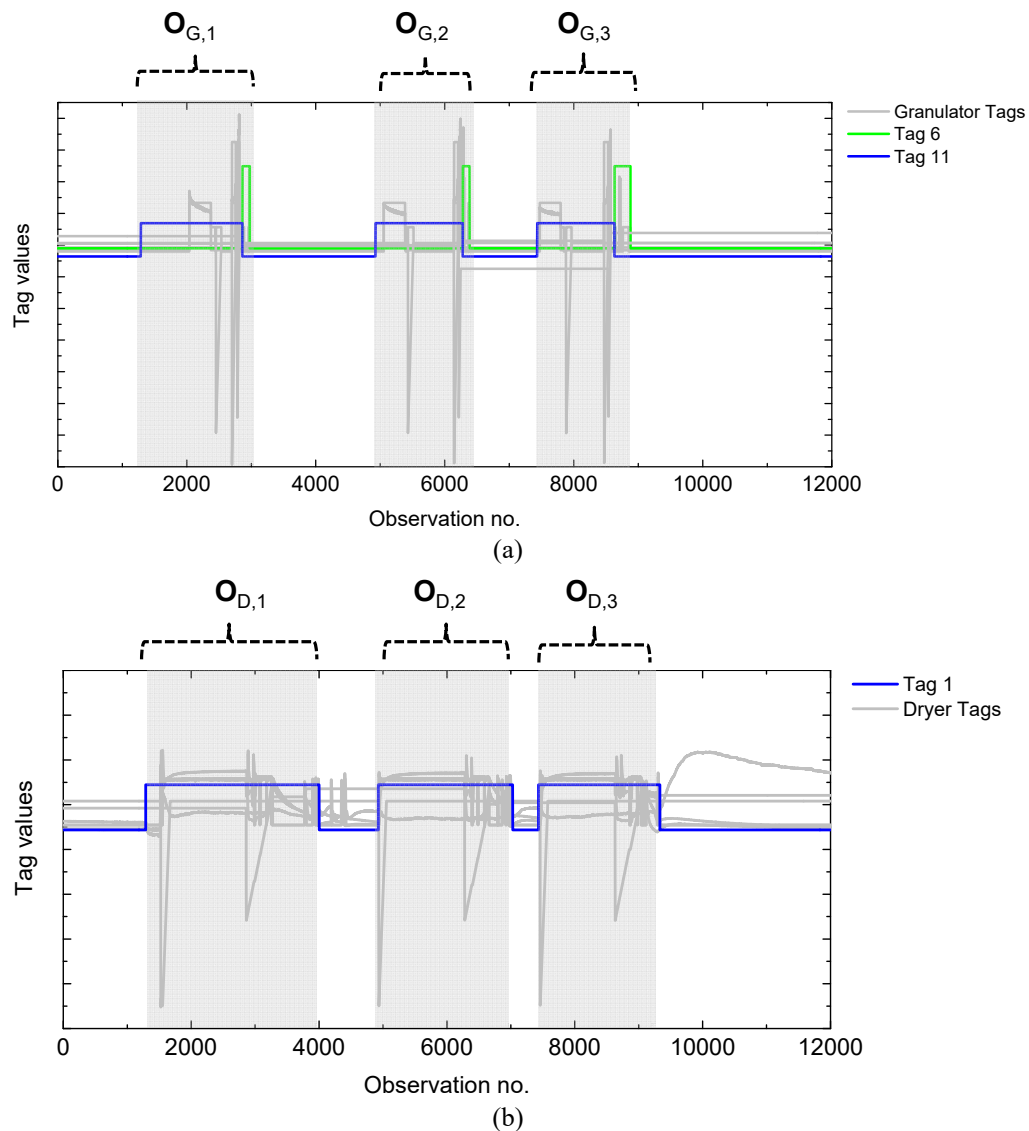 O_G,1 O_G,2 O_G,3
Granulator Tags
Tag 6
Tag 11
Tag values
0 2000 4000 6000 8000 10000 12000
Observation no.
(a)
O_D,1 O_D,2 O_D,3
Tag 1
Dryer Tags
Tag values
0 2000 4000 6000 8000 10000 12000
Observation no.
(b)